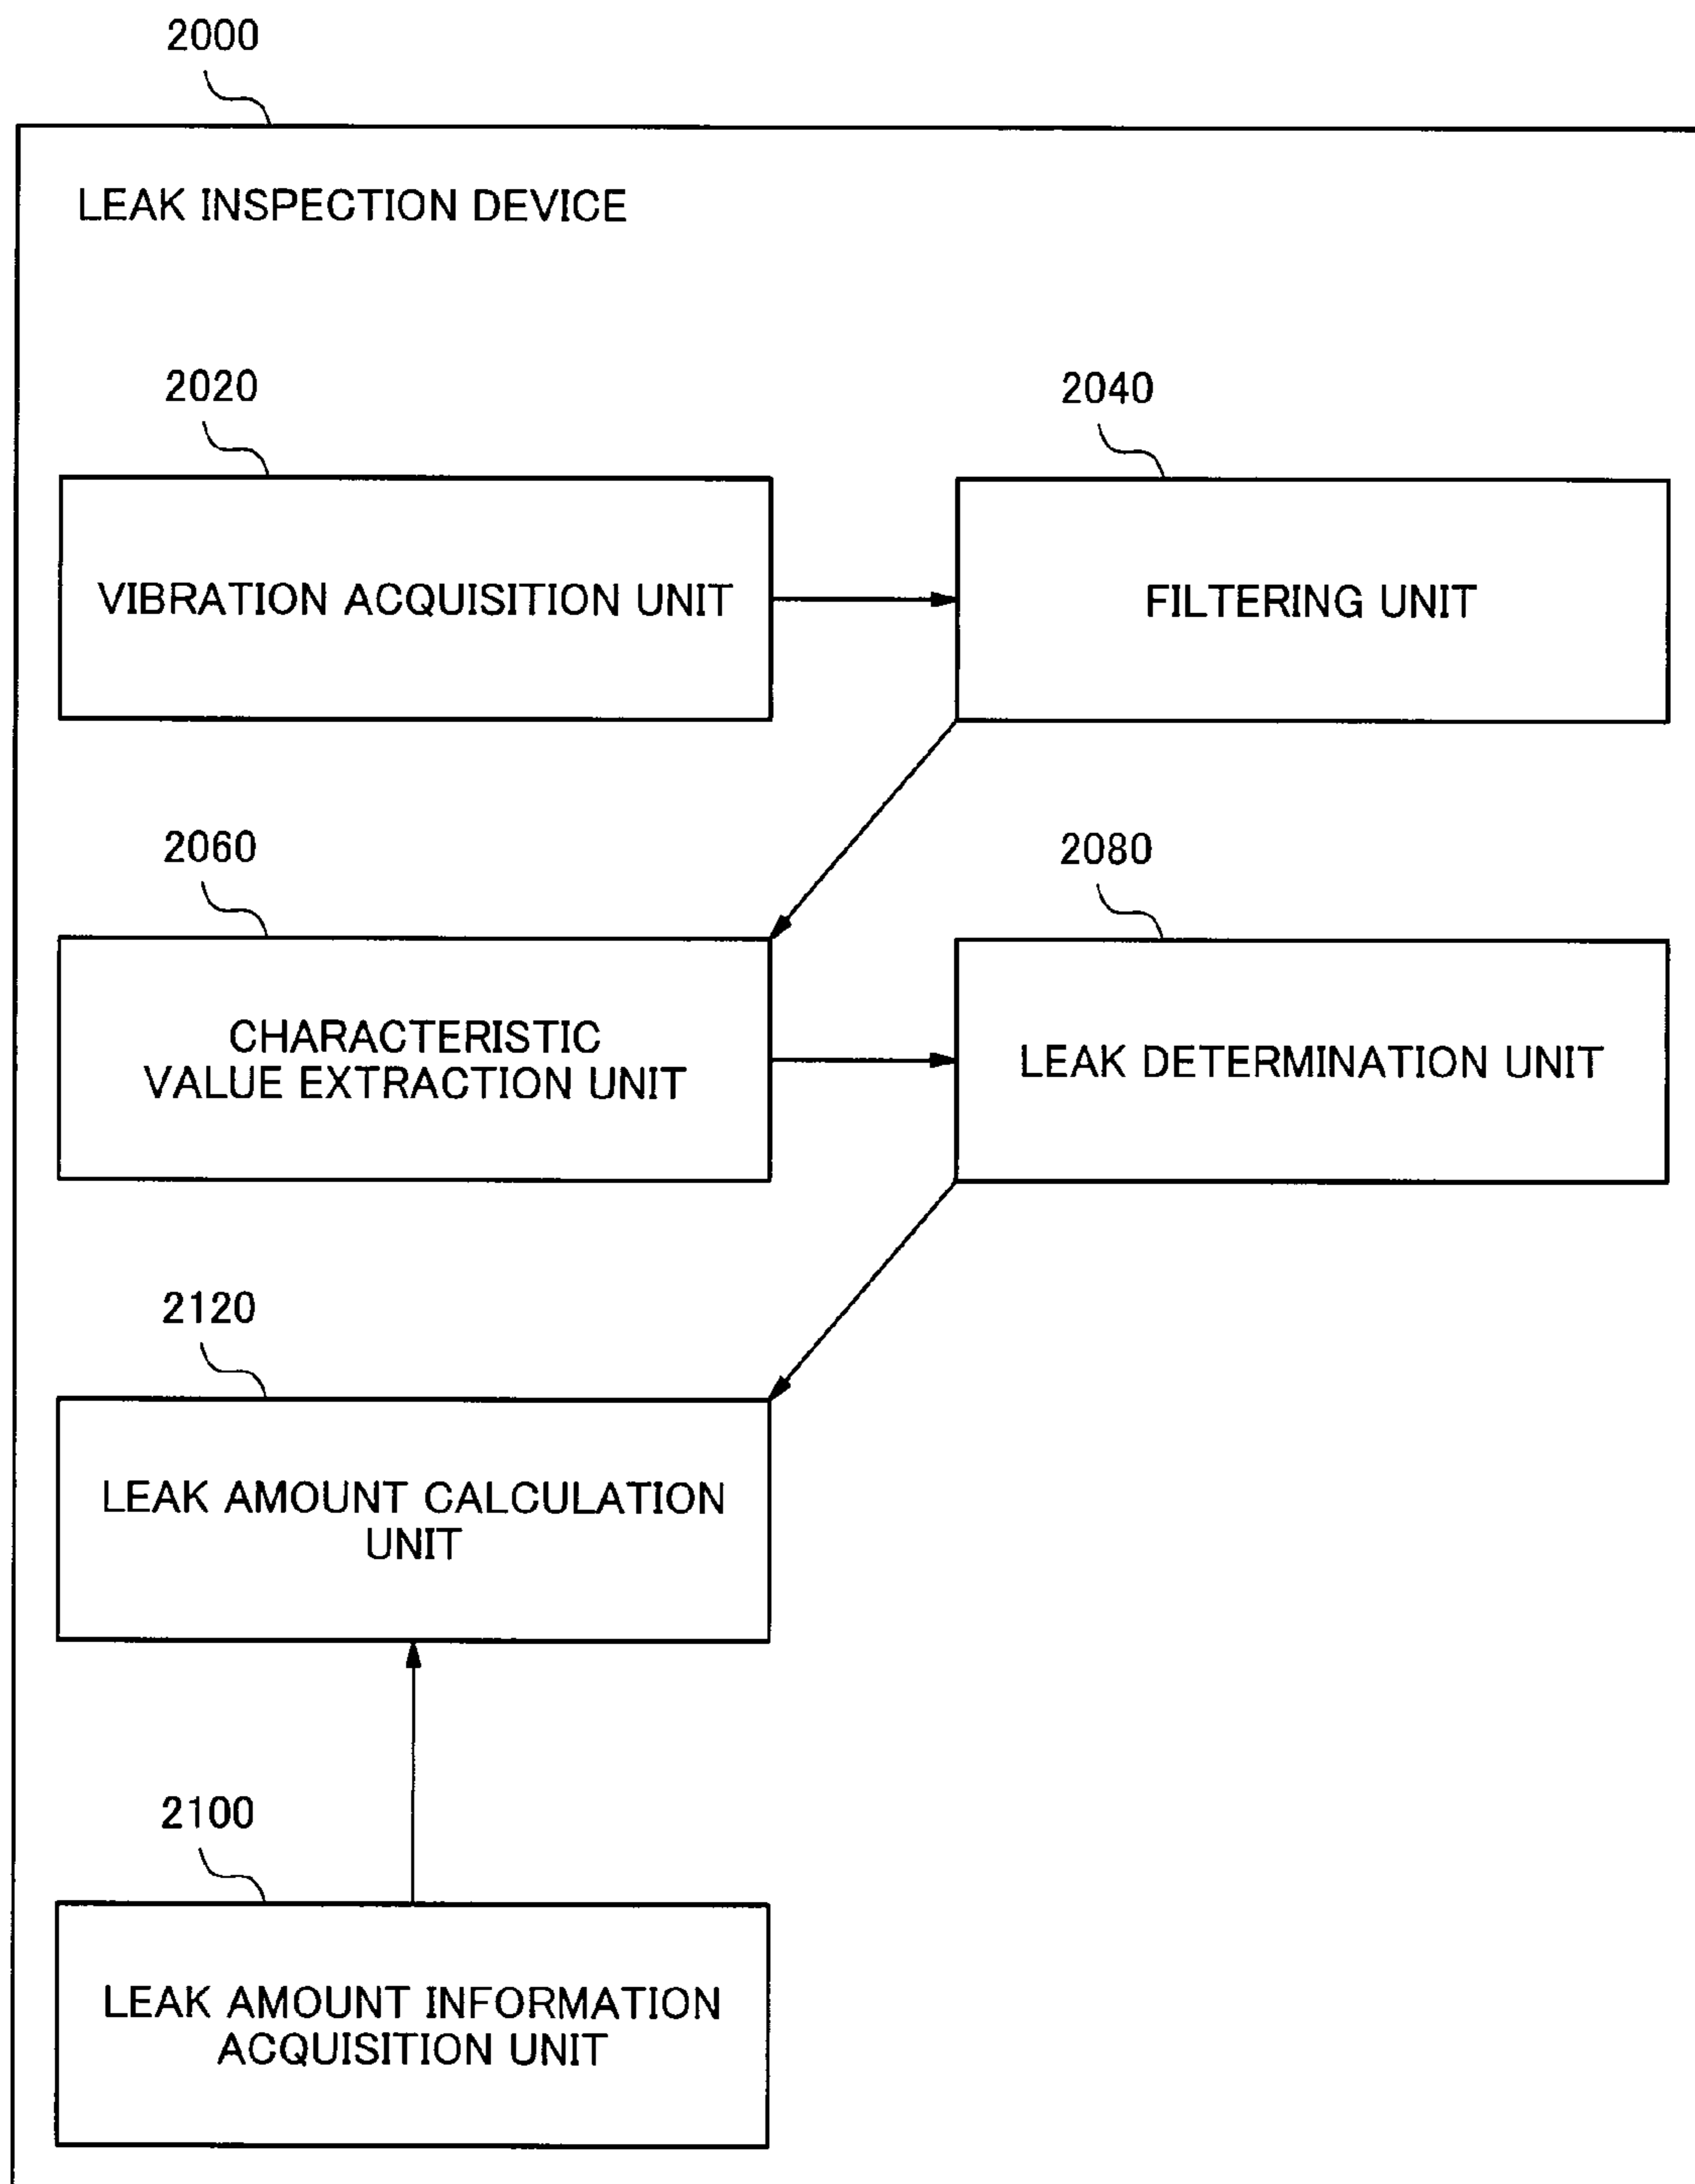 2000
LEAK INSPECTION DEVICE
2020
2040
VIBRATION ACQUISITION UNIT
FILTERING UNIT
2060
2080
CHARACTERISTIC
VALUE EXTRACTION UNIT
LEAK DETERMINATION UNIT
2120
LEAK AMOUNT CALCULATION
UNIT
2100
LEAK AMOUNT INFORMATION
ACQUISITION UNIT